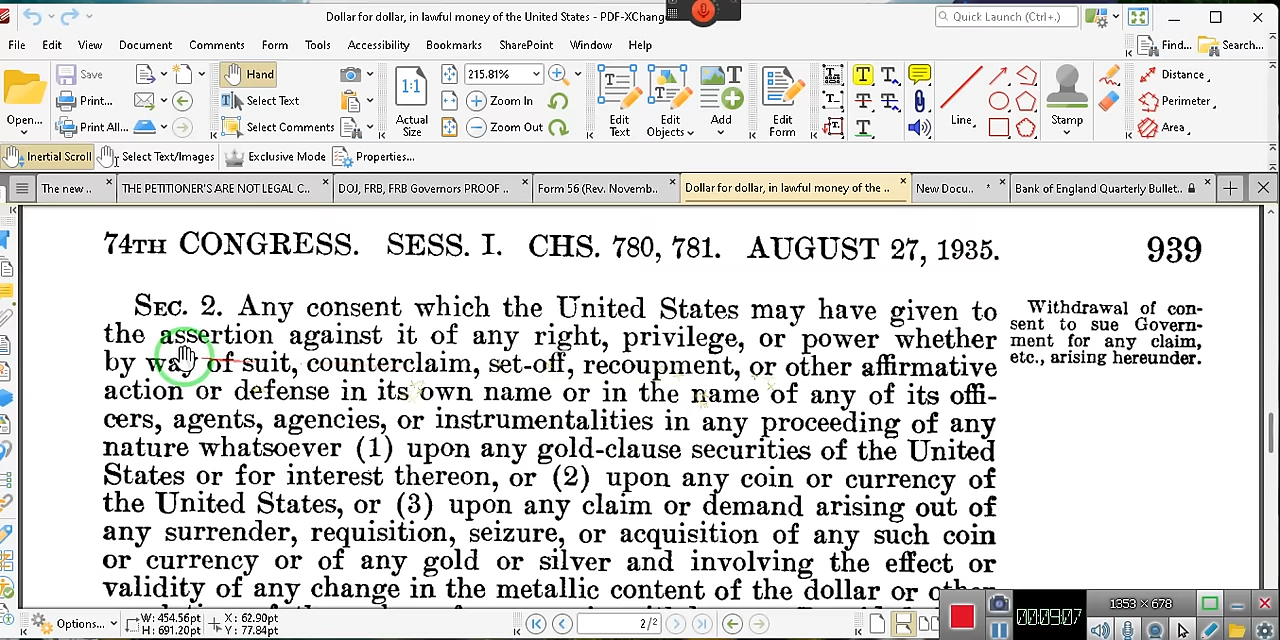 Dollar for dollar, in lawful money of the United States - PDF-XChang
Quick Launch (Ctrl+.)
File Edit View Document Comments Form Tools Accessibility Bookmarks SharePoint Window Help
Find... Search...
Open...
Save
Print...
Print All...
Hand
Select Text
Select Comments
1:1
Actual Size
215.81%
Zoom In
Zoom Out
Edit Text
Edit Objects
Add
Edit Form
Line
Stamp
Distance
Perimeter
Area
Inertial Scroll Select Text/Images Exclusive Mode Properties...
The new .. THE PETITIONER'S ARE NOT LEGAL C.. DOJ, FRB, FRB Governors PROOF .. Form 56 (Rev. Novemb.. Dollar for dollar, in lawful money of the .. New Docu.. * Bank of England Quarterly Bullet..
74TH CONGRESS. SESS. I. CHS. 780, 781. AUGUST 27, 1935. 939
SEC. 2. Any consent which the United States may have given to
the assertion against it of any right, privilege, or power whether
by way of suit, counterclaim, set-off, recoupment, or other affirmative
action or defense in its own name or in the name of any of its offi-
cers, agents, agencies, or instrumentalities in any proceeding of any
nature whatsoever (1) upon any gold-clause securities of the United
States or for interest thereon, or (2) upon any coin or currency of
the United States, or (3) upon any claim or demand arising out of
any surrender, requisition, seizure, or acquisition of any such coin
or currency or of any gold or silver and involving the effect or
validity of any change in the metallic content of the dollar or other
Withdrawal of con-
sent to sue Govern-
ment for any claim,
etc., arising hereunder.
Options...
W: 454.56pt
H: 691.20pt
X: 62.90pt
Y: 77.84pt
2/2
00:09:07
1353 × 678